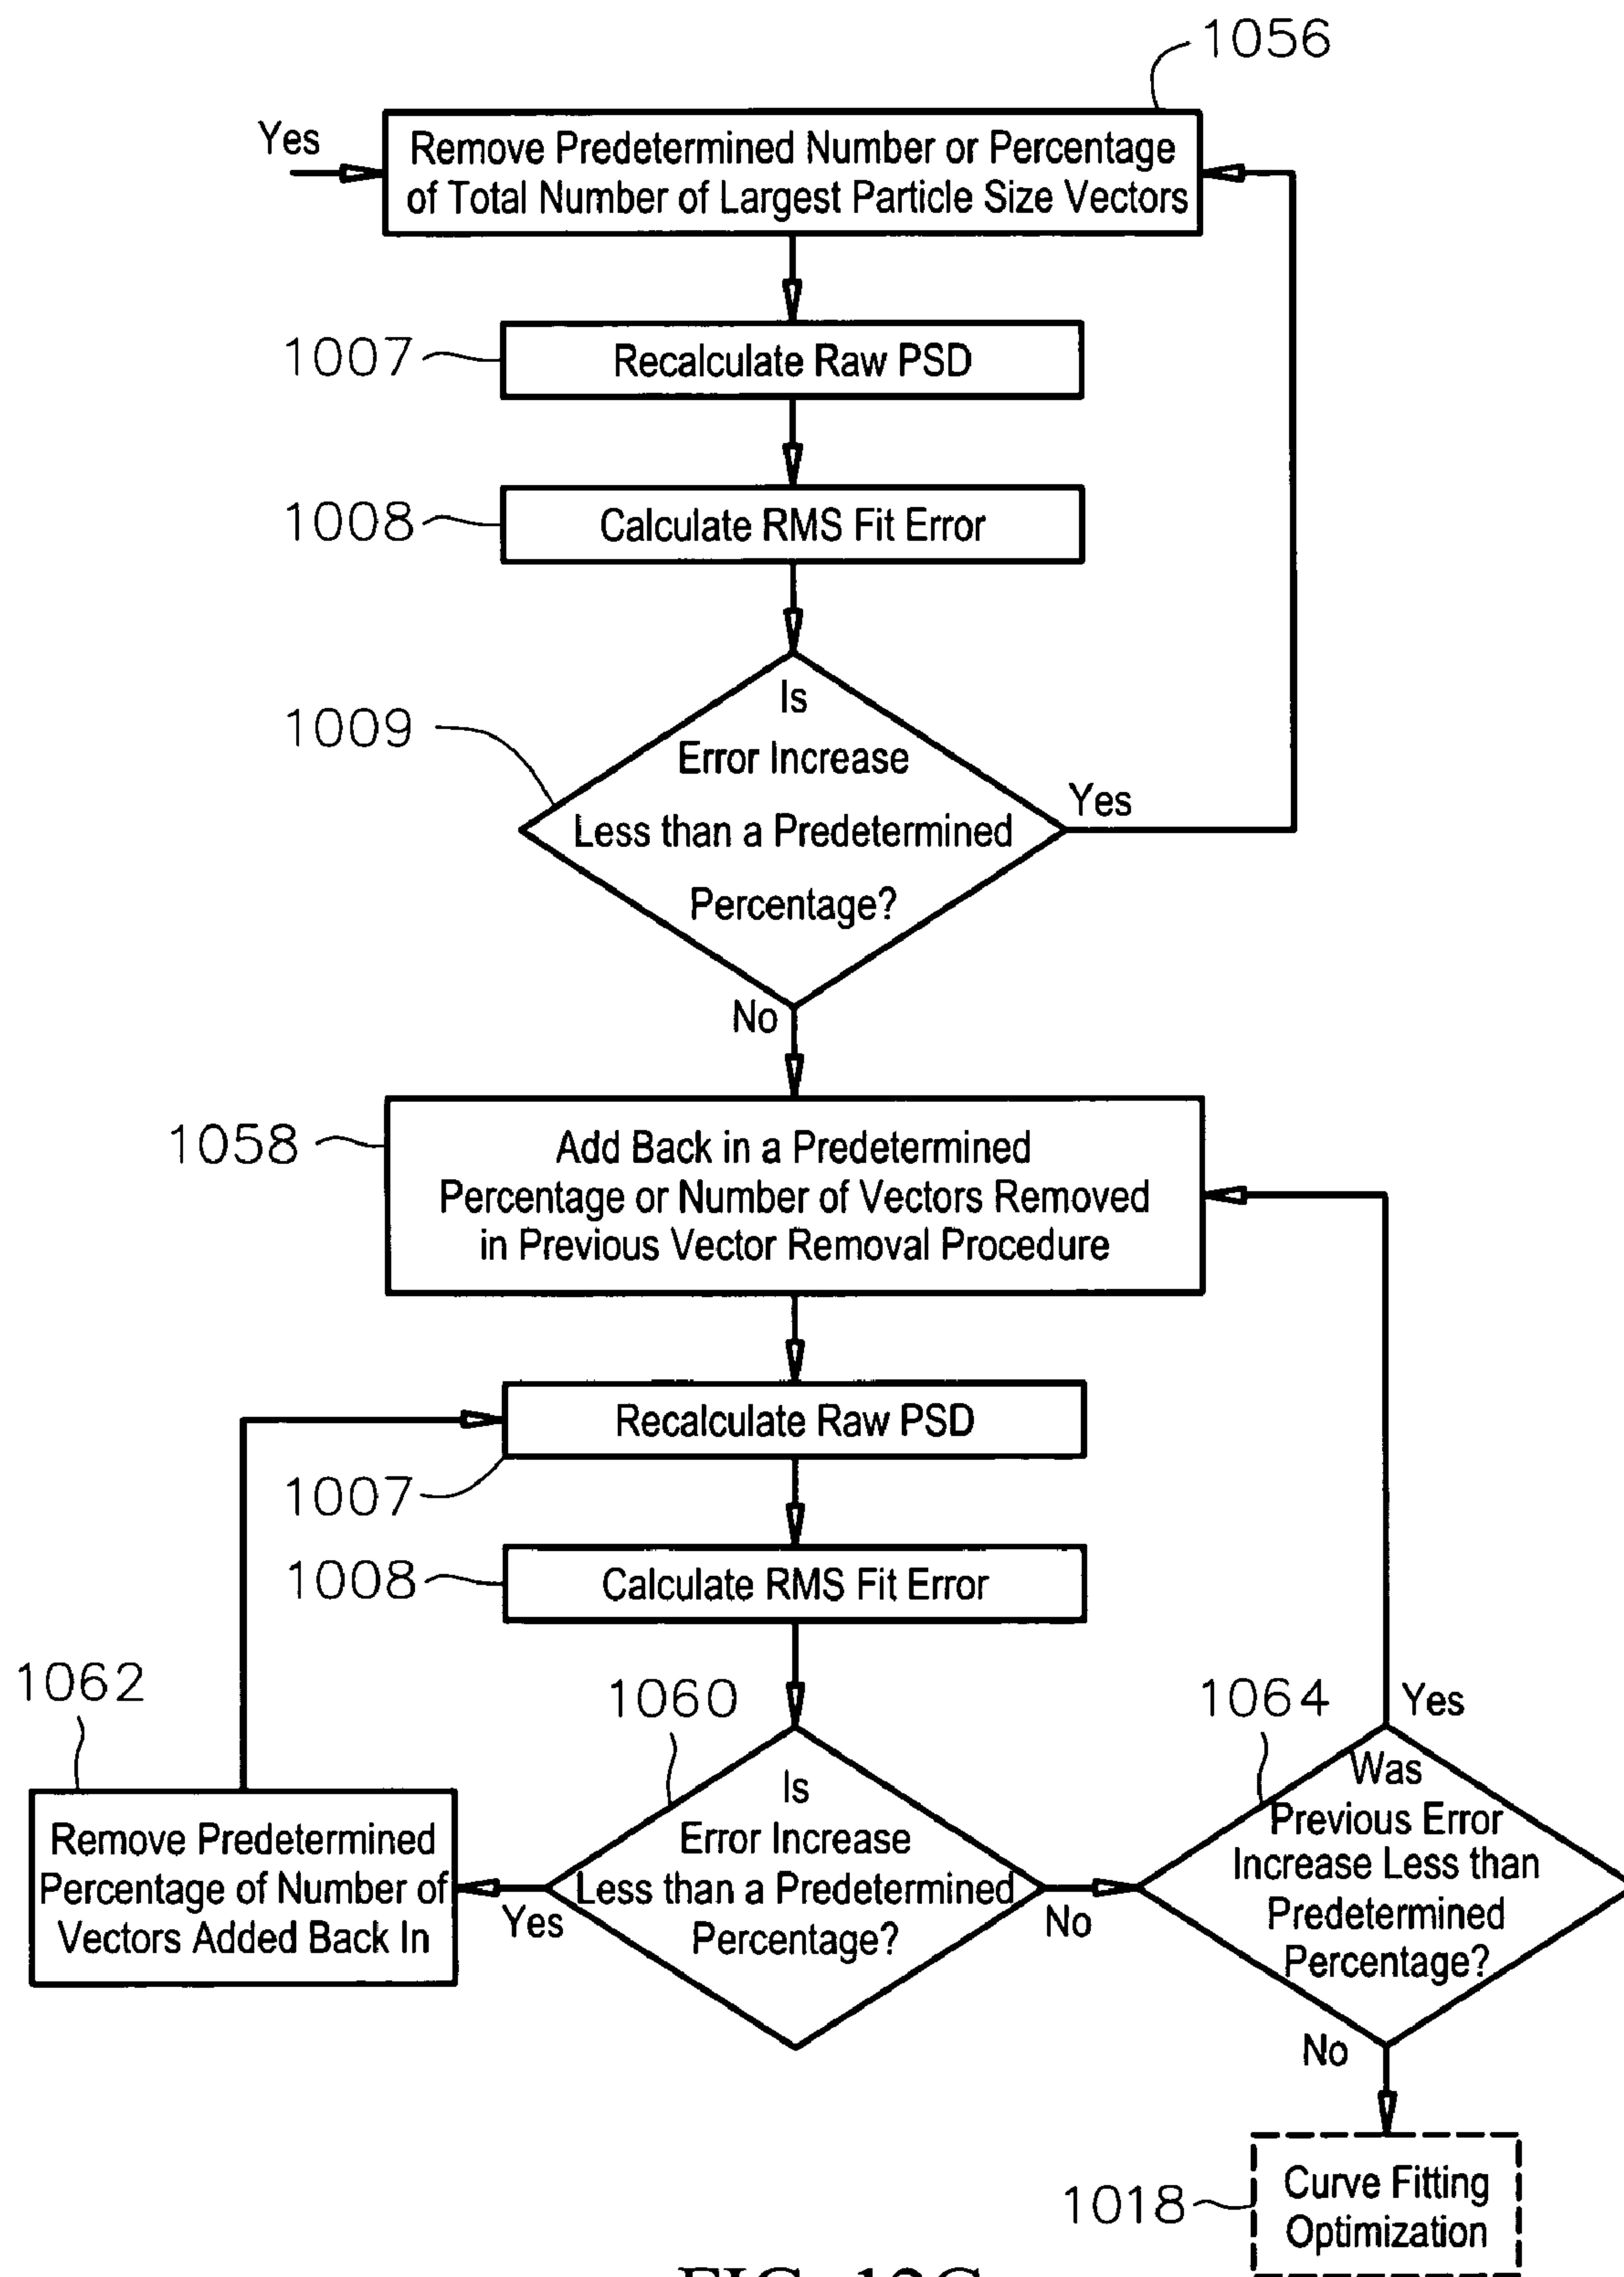 1056
Yes
Remove Predetermined Number or Percentage
of Total Number of Largest Particle Size Vectors
1007
Recalculate Raw PSD
1008
Calculate RMS Fit Error
1009
Is
Error Increase
Less than a Predetermined
Percentage?
Yes
No
1058
Add Back in a Predetermined
Percentage or Number of Vectors Removed
in Previous Vector Removal Procedure
Recalculate Raw PSD
1007
1008
Calculate RMS Fit Error
1062
Remove Predetermined
Percentage of Number of
Vectors Added Back In
1060
Is
Error Increase
Less than a Predetermined
Percentage?
Yes
No
1064
Yes
Was
Previous Error
Increase Less than
Predetermined
Percentage?
No
1018
Curve Fitting
Optimization